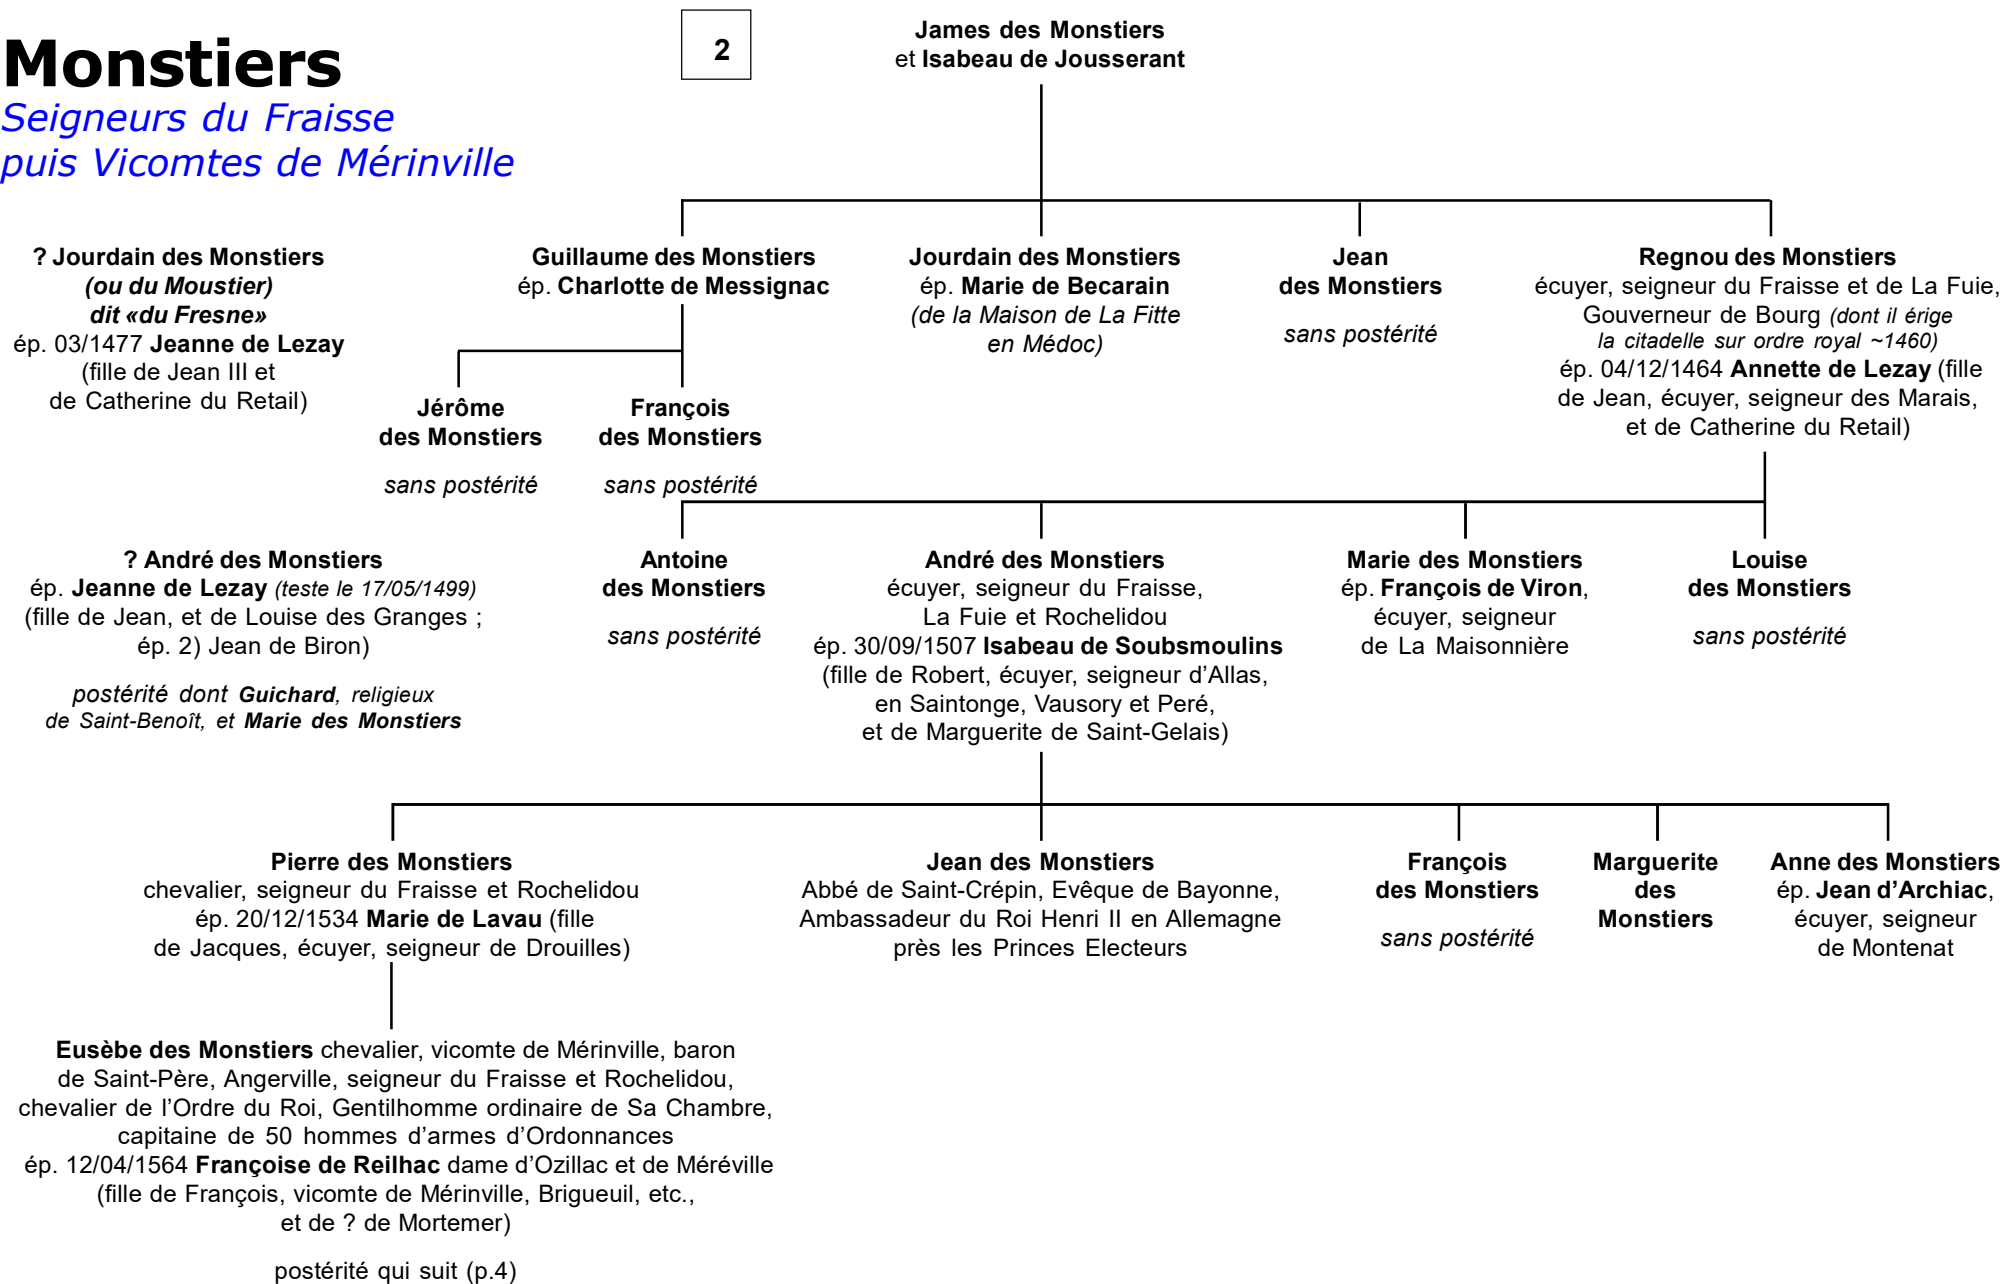 Monstiers
Seigneurs du Fraisse
puis Vicomtes de Mérinville
2
James des Monstiers
et Isabeau de Jousserant
? Jourdain des Monstiers
(ou du Moustier)
dit «du Fresne»
ép. 03/1477 Jeanne de Lezay
(fille de Jean III et
de Catherine du Retail)
Guillaume des Monstiers
ép. Charlotte de Messignac
Jourdain des Monstiers
ép. Marie de Becarain
(de la Maison de La Fitte
en Médoc)
Jean
des Monstiers
sans postérité
Regnou des Monstiers
écuyer, seigneur du Fraisse et de La Fuie,
Gouverneur de Bourg (dont il érige
la citadelle sur ordre royal ~1460)
ép. 04/12/1464 Annette de Lezay (fille
de Jean, écuyer, seigneur des Marais,
et de Catherine du Retail)
Jérôme
des Monstiers
sans postérité
François
des Monstiers
sans postérité
? André des Monstiers
ép. Jeanne de Lezay (teste le 17/05/1499)
(fille de Jean, et de Louise des Granges ;
ép. 2) Jean de Biron)
postérité dont Guichard, religieux
de Saint-Benoît, et Marie des Monstiers
Antoine
des Monstiers
sans postérité
André des Monstiers
écuyer, seigneur du Fraisse,
La Fuie et Rochelidou
ép. 30/09/1507 Isabeau de Soubsmoulins
(fille de Robert, écuyer, seigneur d'Allas,
en Saintonge, Vausory et Peré,
et de Marguerite de Saint-Gelais)
Marie des Monstiers
ép. François de Viron,
écuyer, seigneur
de La Maisonnière
Louise
des Monstiers
sans postérité
Pierre des Monstiers
chevalier, seigneur du Fraisse et Rochelidou
ép. 20/12/1534 Marie de Lavau (fille
de Jacques, écuyer, seigneur de Drouilles)
Jean des Monstiers
Abbé de Saint-Crépin, Evêque de Bayonne,
Ambassadeur du Roi Henri II en Allemagne
près les Princes Electeurs
François
des Monstiers
sans postérité
Marguerite
des
Monstiers
Anne des Monstiers
ép. Jean d'Archiac,
écuyer, seigneur
de Montenat
Eusèbe des Monstiers chevalier, vicomte de Mérinville, baron
de Saint-Père, Angerville, seigneur du Fraisse et Rochelidou,
chevalier de l'Ordre du Roi, Gentilhomme ordinaire de Sa Chambre,
capitaine de 50 hommes d'armes d'Ordonnances
ép. 12/04/1564 Françoise de Reilhac dame d'Ozillac et de Méréville
(fille de François, vicomte de Mérinville, Brigueuil, etc.,
et de ? de Mortemer)
postérité qui suit (p.4)